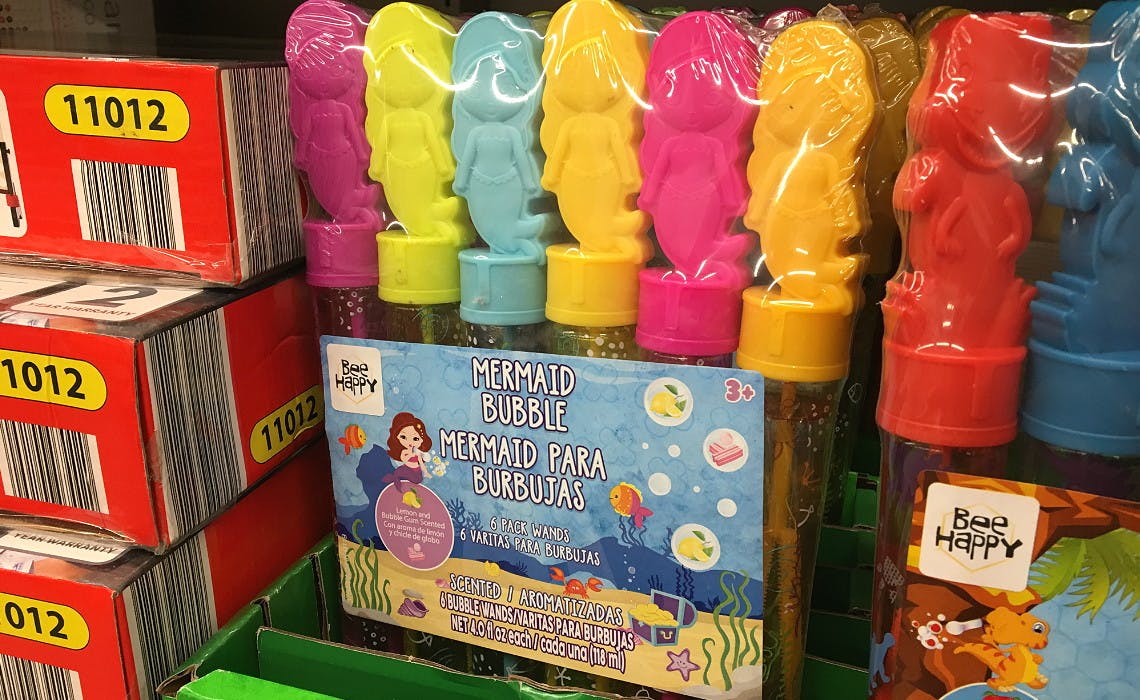 11012
YEAR WARRANTY
2
1012
11012
YEAR WARRANTY
012
Bee
Happy
MERMAID
BUBBLE
MERMAID PARA
BURBUJAS
3+
Lemon and
Bubble Gum Scented
Con aroma de limón
y chicle de globo
6 PACK WANDS
6 VARITAS PARA BURBUJAS
SCENTED / AROMATIZADAS
6 BUBBLE WANDS/VARITAS PARA BURBUJAS
NET 4.0 fl oz each / cada una (118 ml)
Bee
Happy